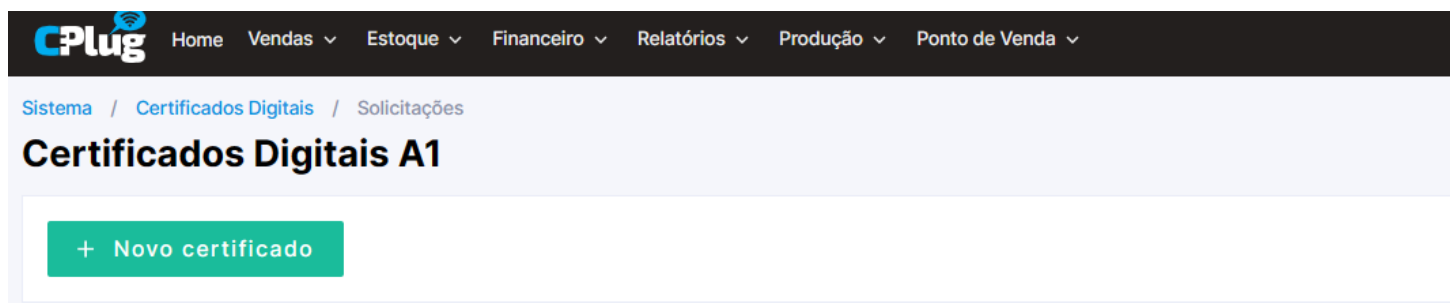 CPlug Home Vendas Estoque Financeiro Relatórios Produção Ponto de Venda
Sistema / Certificados Digitais / Solicitações
Certificados Digitais A1
+ Novo certificado